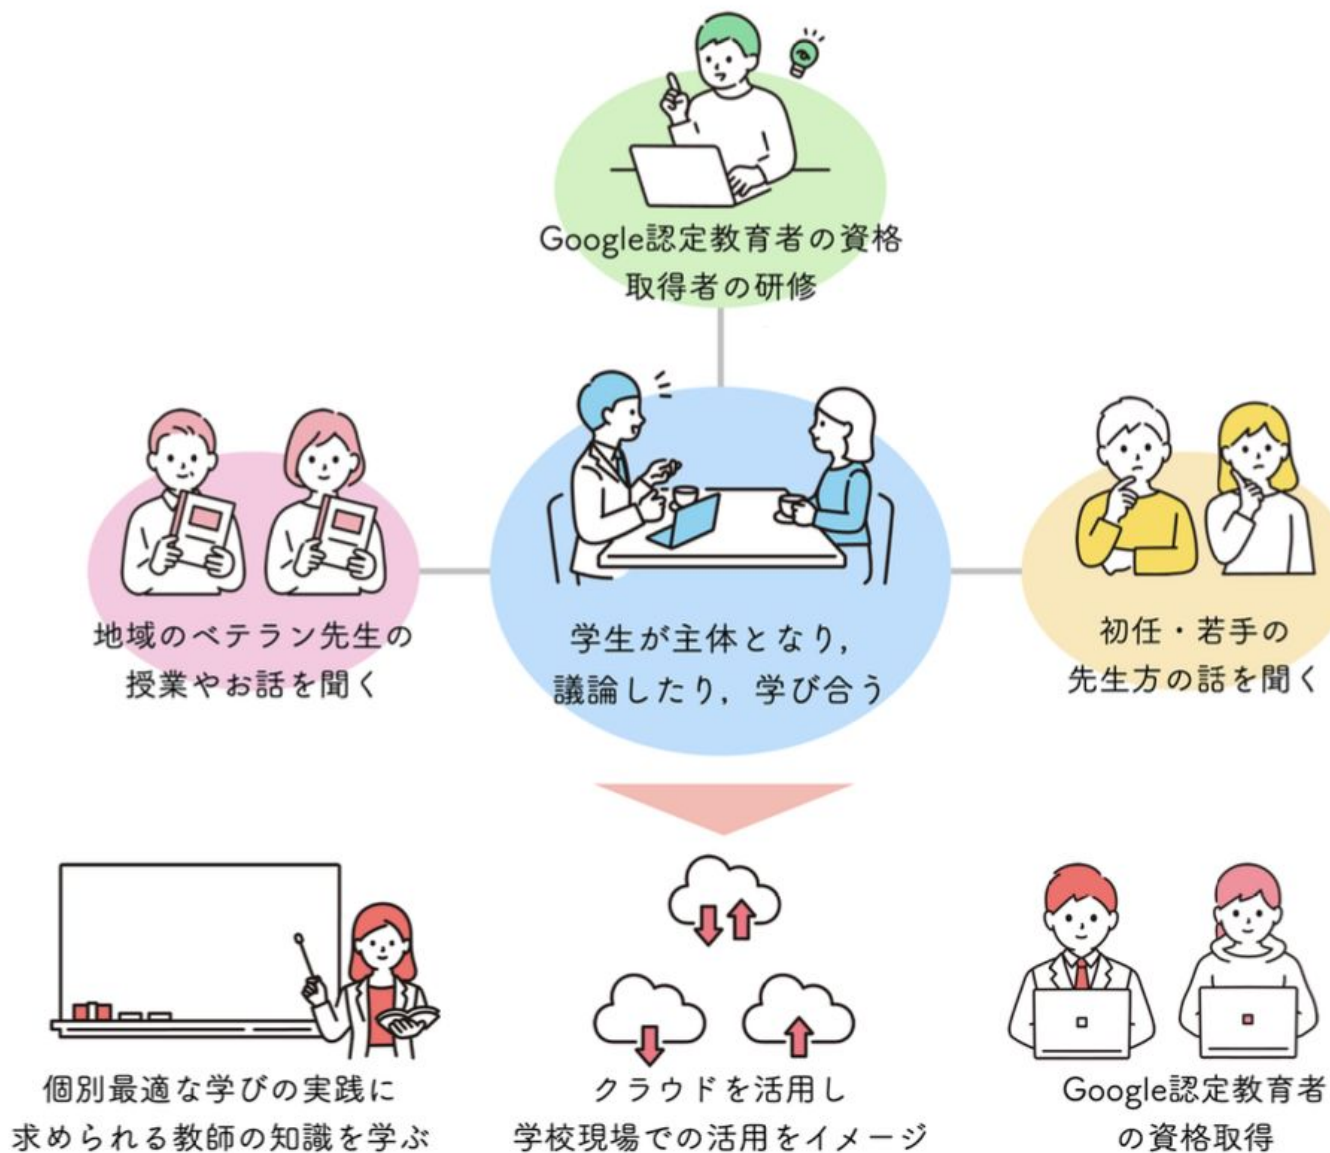 Google認定教育者の資格
取得者の研修
地域のベテラン先生の
授業やお話を聞く
学生が主体となり，
議論したり，学び合う
初任・若手の
先生方の話を聞く
個別最適な学びの実践に
求められる教師の知識を学ぶ
クラウドを活用し
学校現場での活用をイメージ
Google認定教育者
の資格取得